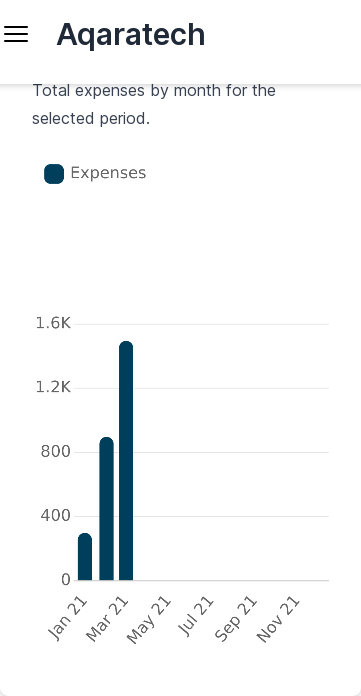 Aqaratech
Total expenses by month for the
selected period.
Expenses
1.6K
1.2K
800
400
0
Jan 21
Mar 21
May 21
Jul 21
Sep 21
Nov 21